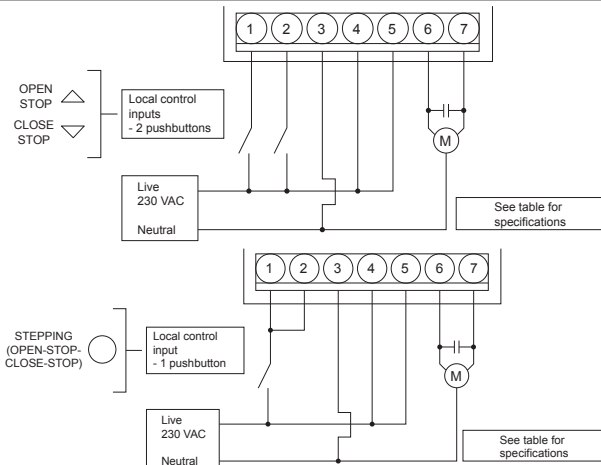 1 2 3 4 5 6 7
OPEN
STOP
CLOSE
STOP
Local control
inputs
- 2 pushbuttons
M
Live
230 VAC
Neutral
See table for
specifications
1 2 3 4 5 6 7
STEPPING
(OPEN-STOP-
CLOSE-STOP)
Local control
input
- 1 pushbutton
M
Live
230 VAC
Neutral
See table for
specifications